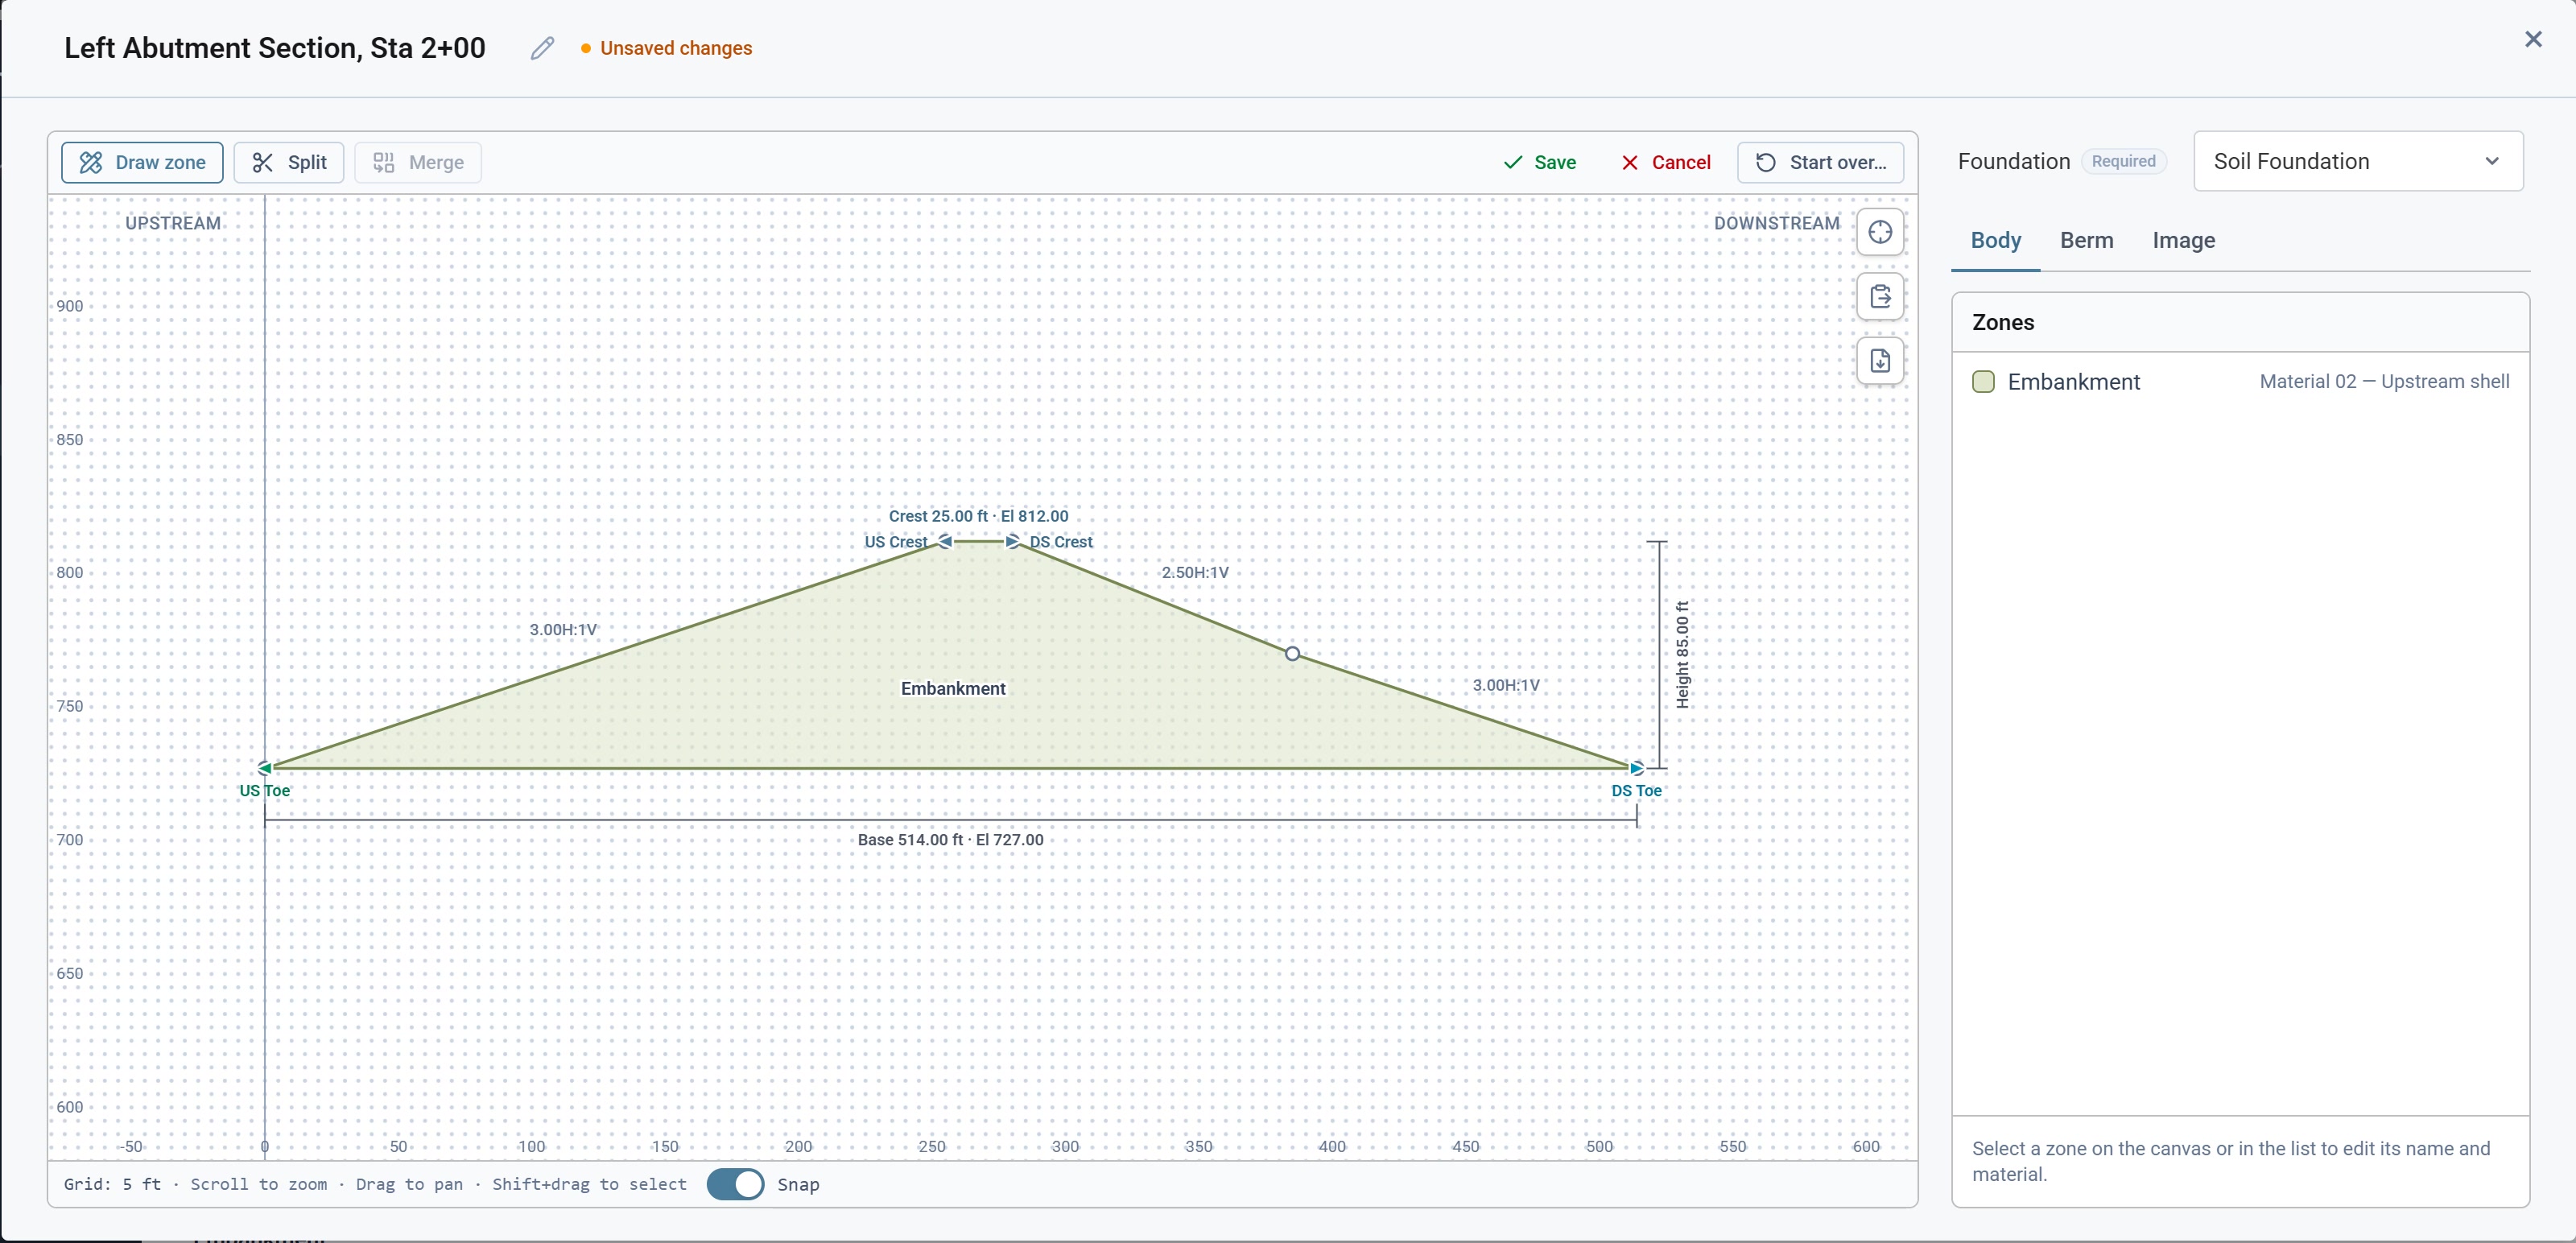 Left Abutment Section, Sta 2+00
Unsaved changes
Draw zone
Split
Merge
Save
Cancel
Start over...
Foundation
Required
Soil Foundation
Body
Berm
Image
Zones
Embankment
Material 02 — Upstream shell
UPSTREAM
DOWNSTREAM
900
850
800
750
700
650
600
Crest 25.00 ft · El 812.00
US Crest
DS Crest
2.50H:1V
3.00H:1V
3.00H:1V
Height 85.00 ft
Embankment
US Toe
DS Toe
Base 514.00 ft · El 727.00
-50
0
50
100
150
200
250
300
350
400
450
500
550
600
Grid: 5 ft · Scroll to zoom · Drag to pan · Shift+drag to select
Snap
Select a zone on the canvas or in the list to edit its name and
material.